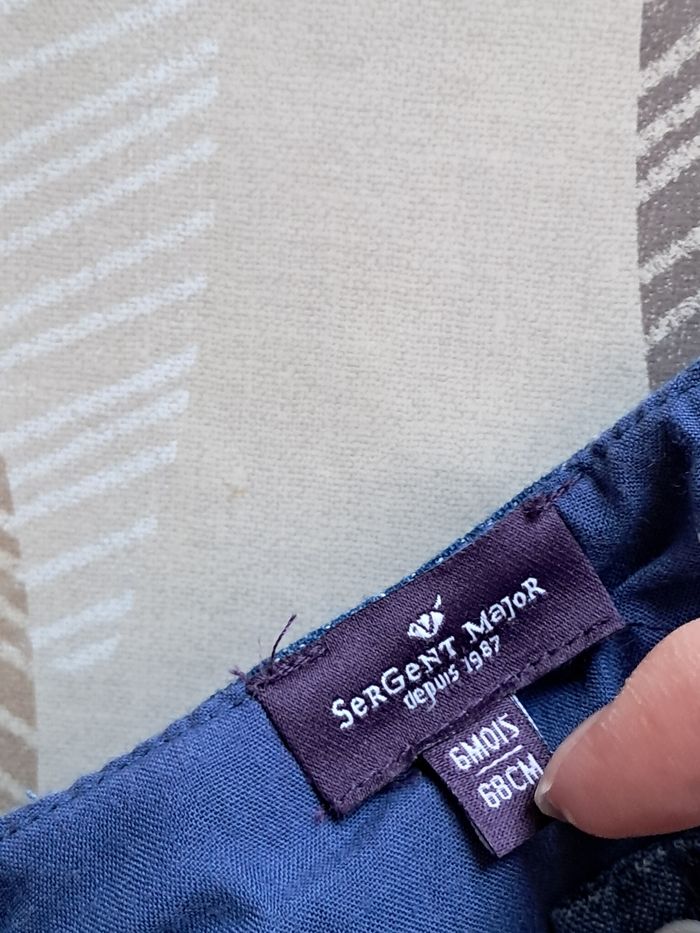 SeRGeNT MaJoR
depuis 1987
6MOIS
68CM